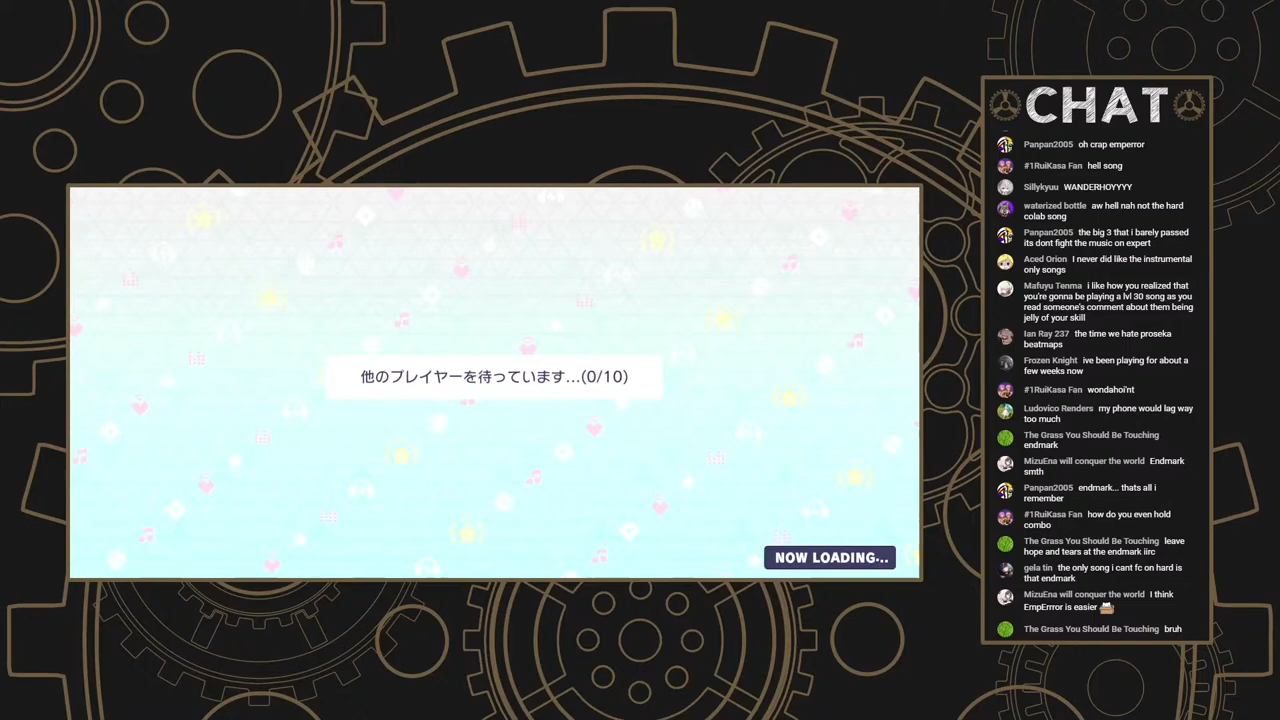 CHAT
Panpan2005 oh crap emperror
#1RuiKasa Fan hell song
Sillykyuu WANDERHOYYYY
waterized bottle aw hell nah not the hard
colab song
Panpan2005 the big 3 that i barely passed
its dont fight the music on expert
Aced Orion I never did like the instrumental
only songs
Mafuyu Tenma i like how you realized that
you're gonna be playing a lvl 30 song as you
read someone's comment about them being
jelly of your skill
Ian Ray 237 the time we hate proseka
beatmaps
Frozen Knight ive been playing for about a
few weeks now
#1RuiKasa Fan wondahoi'nt
Ludovico Renders my phone would lag way
too much
The Grass You Should Be Touching
endmark
MizuEna will conquer the world Endmark
smth
Panpan2005 endmark... thats all i
remember
#1RuiKasa Fan how do you even hold
combo
The Grass You Should Be Touching leave
hope and tears at the endmark iirc
gela tin the only song i cant fc on hard is
that endmark
MizuEna will conquer the world I think
EmpErrror is easier
The Grass You Should Be Touching bruh
他のプレイヤーを待っています...(0/10)
NOW LOADING...